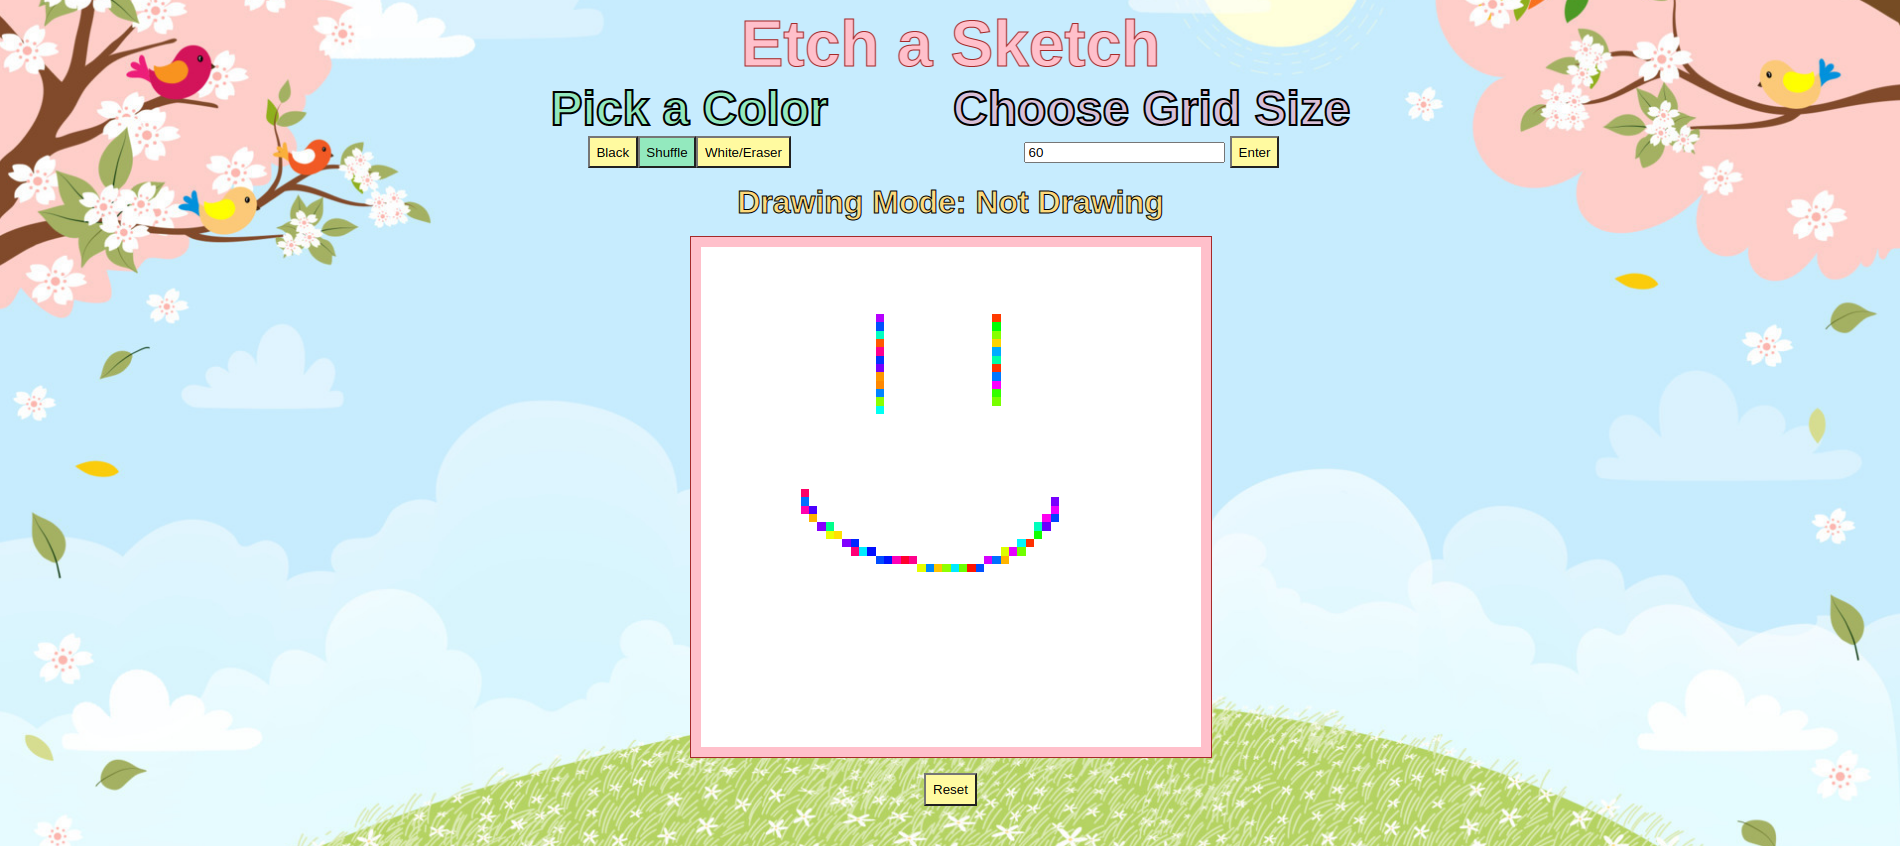 Etch a Sketch
Pick a Color
Choose Grid Size
Black Shuffle White/Eraser
60 Enter
Drawing Mode: Not Drawing
Reset